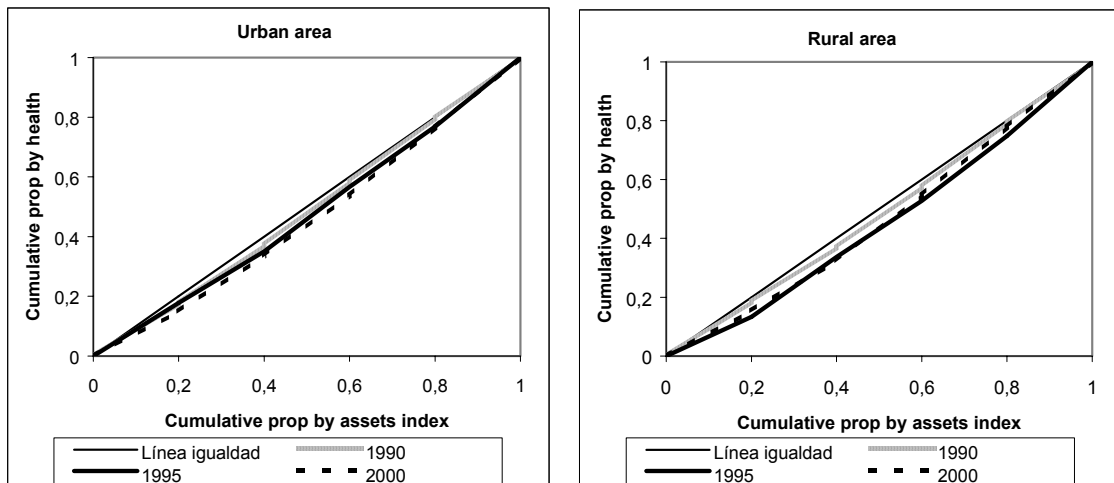 Urban area
Cumulative prop by health
1
0,8
0,6
0,4
0,2
0
0 0,2 0,4 0,6 0,8 1
Cumulative prop by assets index
Línea igualdad 1990
1995 2000
Rural area
Cumulative prop by health
1
0,8
0,6
0,4
0,2
0
0 0,2 0,4 0,6 0,8 1
Cumulative prop by assets index
Línea igualdad 1990
1995 2000